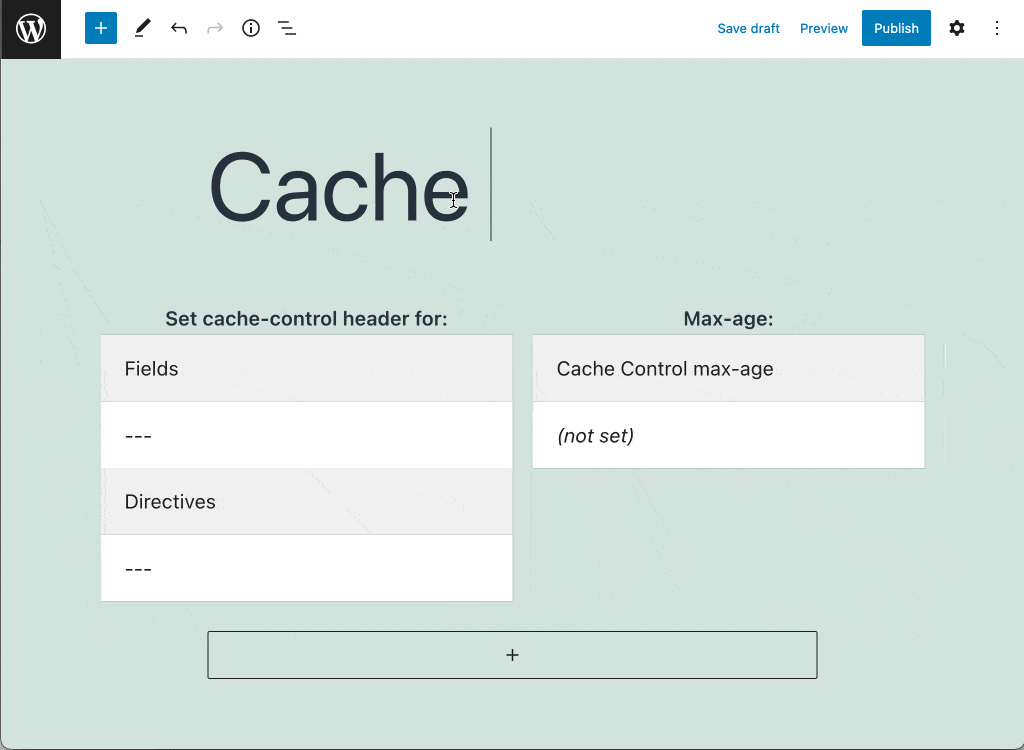 Save draft Preview Publish
Cache
Set cache-control header for:
Fields
---
Directives
---
Max-age:
Cache Control max-age
(not set)